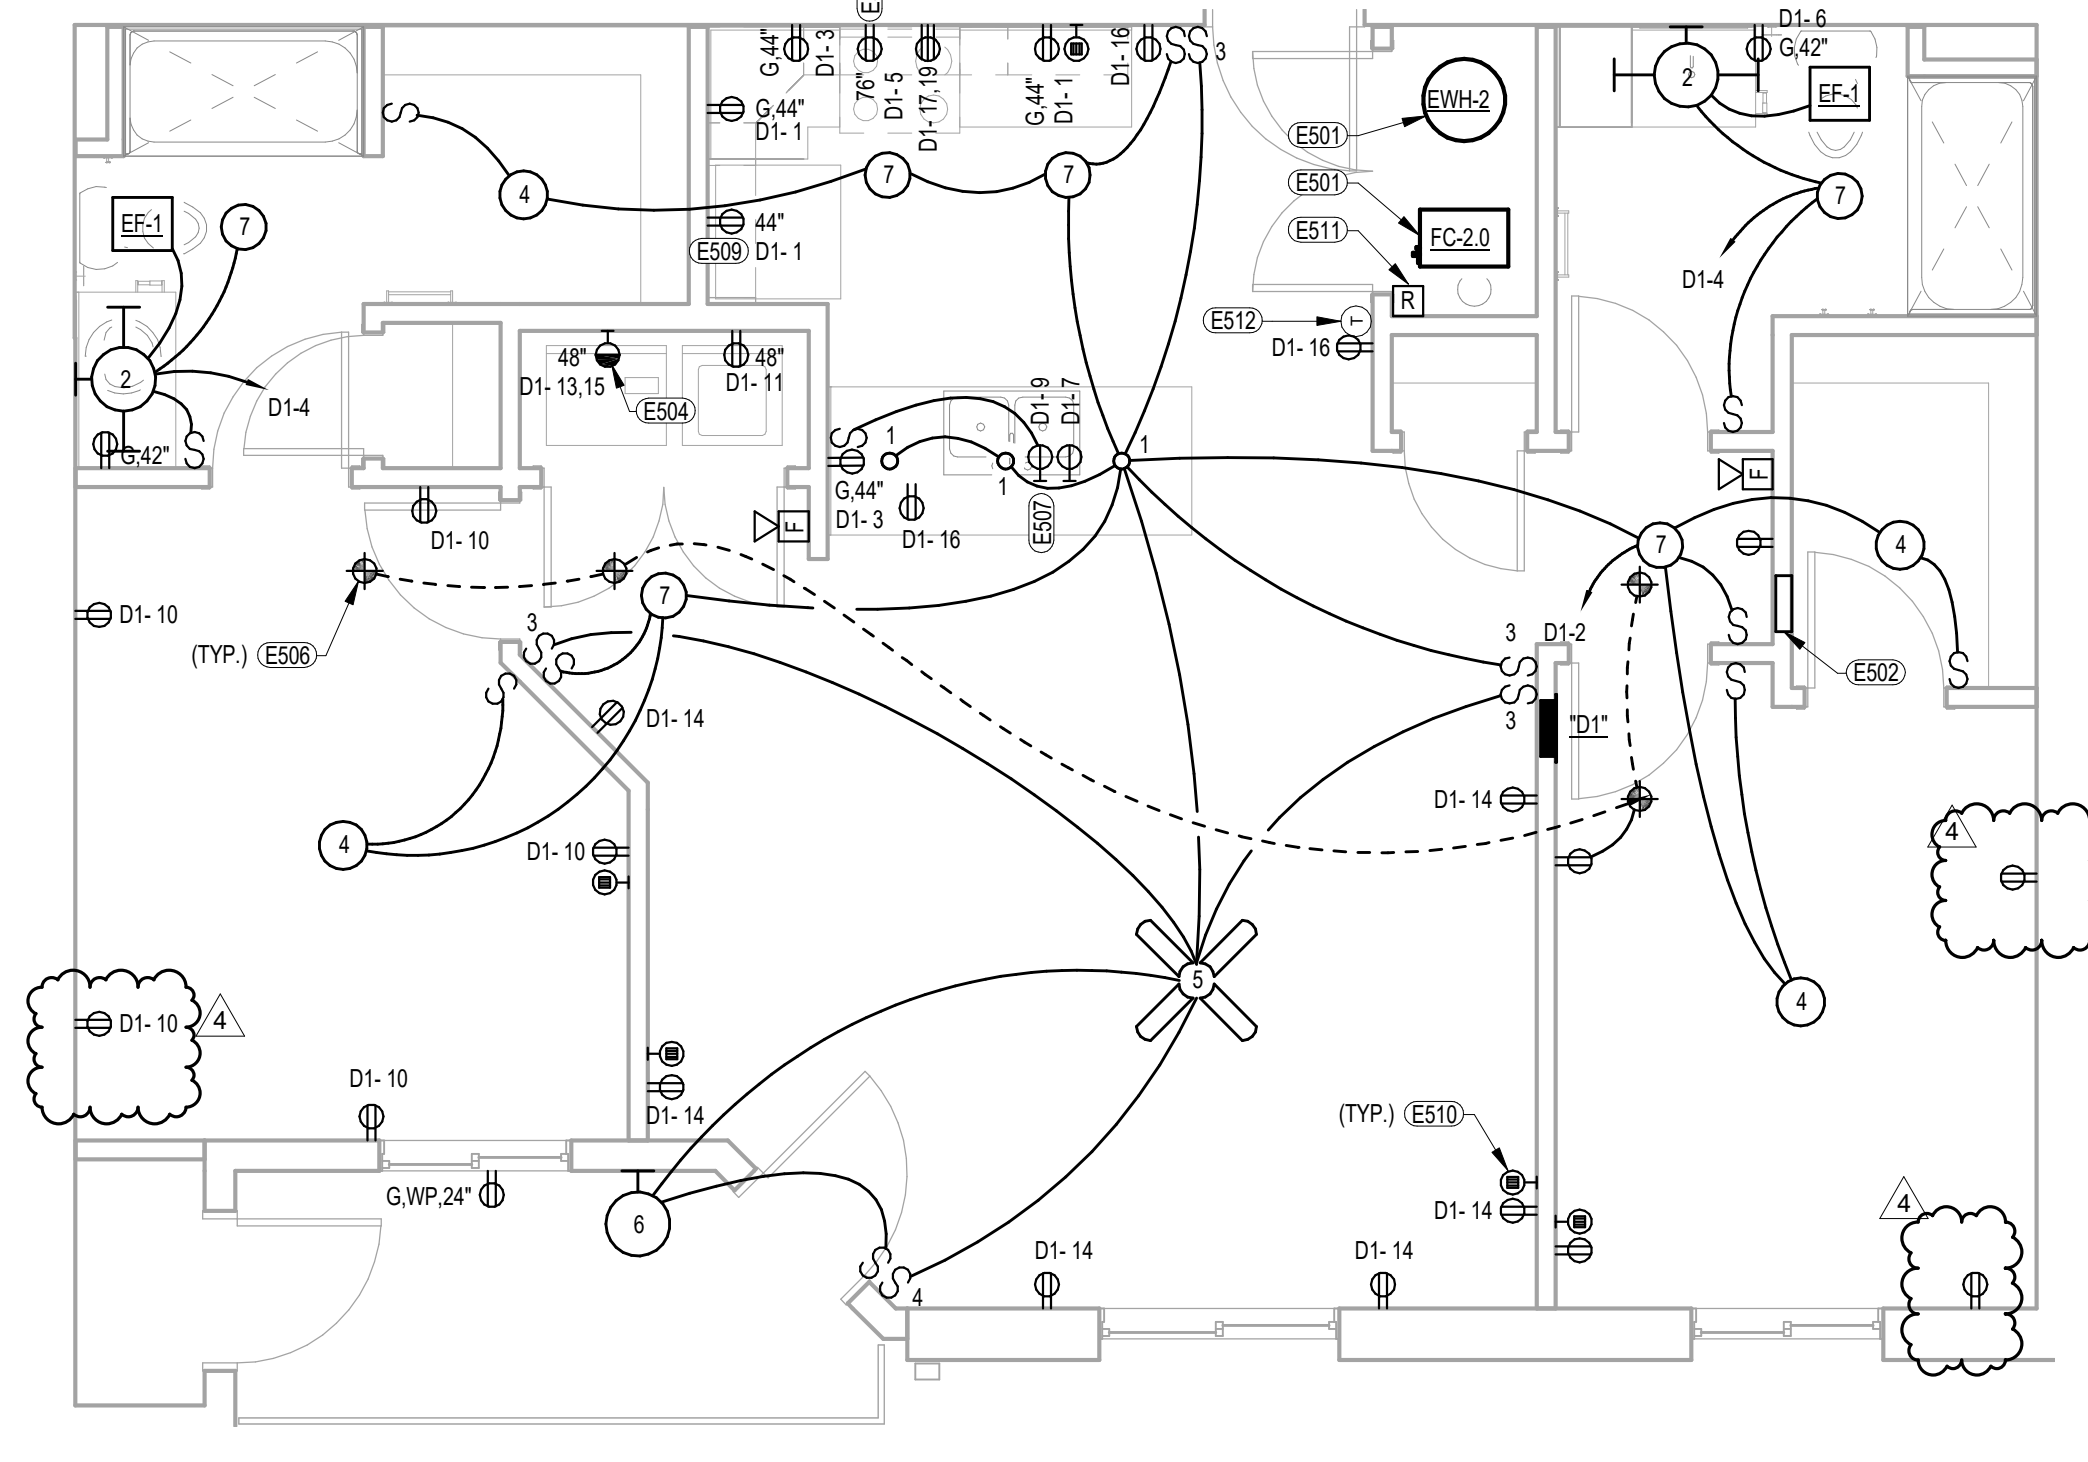 E
D1- 6
G,44"
D1- 3
76"
D1- 5
D1- 17,19
G,44"
D1- 1
D1- 16
3
G,42"
2
EF-1
EWH-2
G,44"
D1- 1
E501
4
7
7
E501
7
EF-1
7
44"
E509
D1- 1
E511
FC-2.0
D1-4
R
E512
T
D1- 16
48"
48"
2
D1- 13,15
D1- 11
D1-4
E504
D1- 9
D1- 7
1
1
G,42"
1
F
G,44"
D1- 3
F
E507
D1- 10
D1- 16
7
4
7
D1- 10
3
3
D1-2
(TYP.)
E506
E502
D1- 14
3
"D1"
D1- 14
4
4
D1- 10
5
4
D1- 10
4
D1- 10
D1- 14
(TYP.)
E510
G,WP,24"
6
D1- 14
4
D1- 14
D1- 14
4